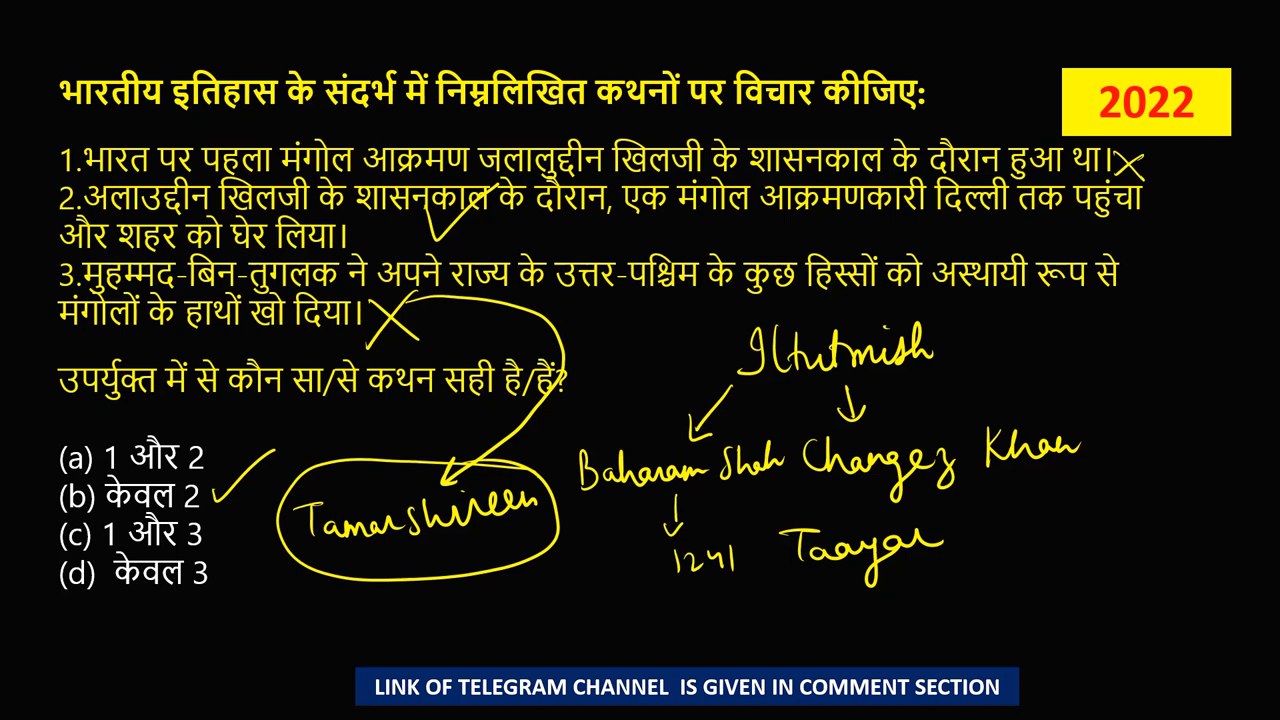 भारतीय इतिहास के संदर्भ में निम्नलिखित कथनों पर विचार कीजिए:
2022
1.भारत पर पहला मंगोल आक्रमण जलालुद्दीन खिलजी के शासनकाल के दौरान हुआ था।
2.अलाउद्दीन खिलजी के शासनकाल के दौरान, एक मंगोल आक्रमणकारी दिल्ली तक पहुंचा
और शहर को घेर लिया।
3.मुहम्मद-बिन-तुगलक ने अपने राज्य के उत्तर-पश्चिम के कुछ हिस्सों को अस्थायी रूप से
मंगोलों के हाथों खो दिया।
उपर्युक्त में से कौन सा/से कथन सही है/हैं?
(a) 1 और 2
(b) केवल 2
(c) 1 और 3
(d) केवल 3
Iltutmish
Baharam Shah Changez Khan
Tamarshireen
1241 Taayar
LINK OF TELEGRAM CHANNEL IS GIVEN IN COMMENT SECTION